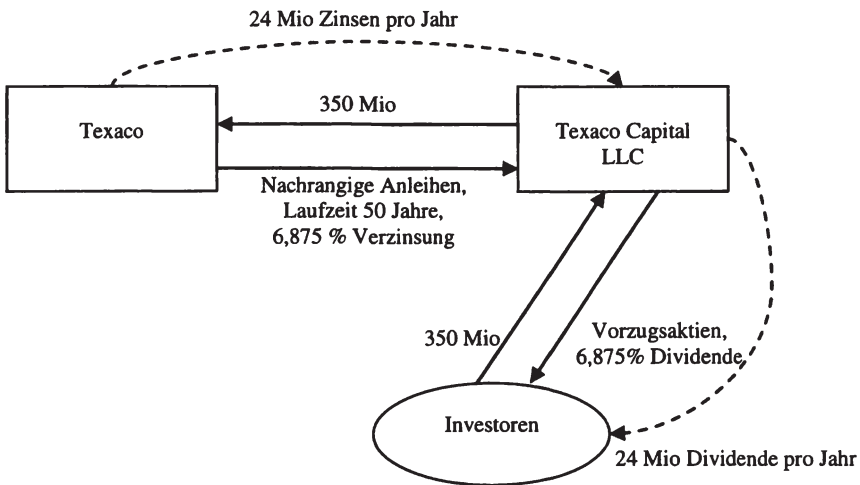 24 Mio Zinsen pro Jahr
350 Mio
Texaco
Texaco Capital
LLC
Nachrangige Anleihen,
Laufzeit 50 Jahre,
6,875 % Verzinsung
350 Mio
Vorzugsaktien,
6,875% Dividende
Investoren
24 Mio Dividende pro Jahr